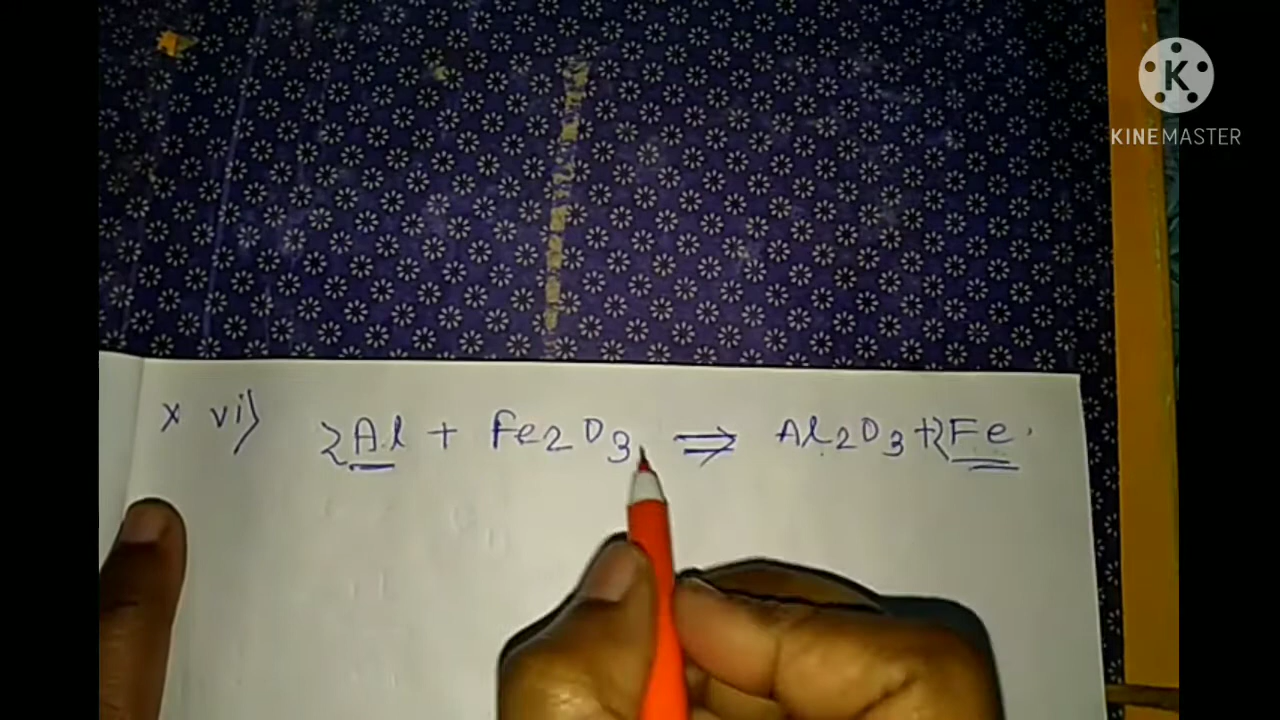 KINEMASTER
x vi) 2Al + Fe2O3 ⇒ Al2O3+2Fe.